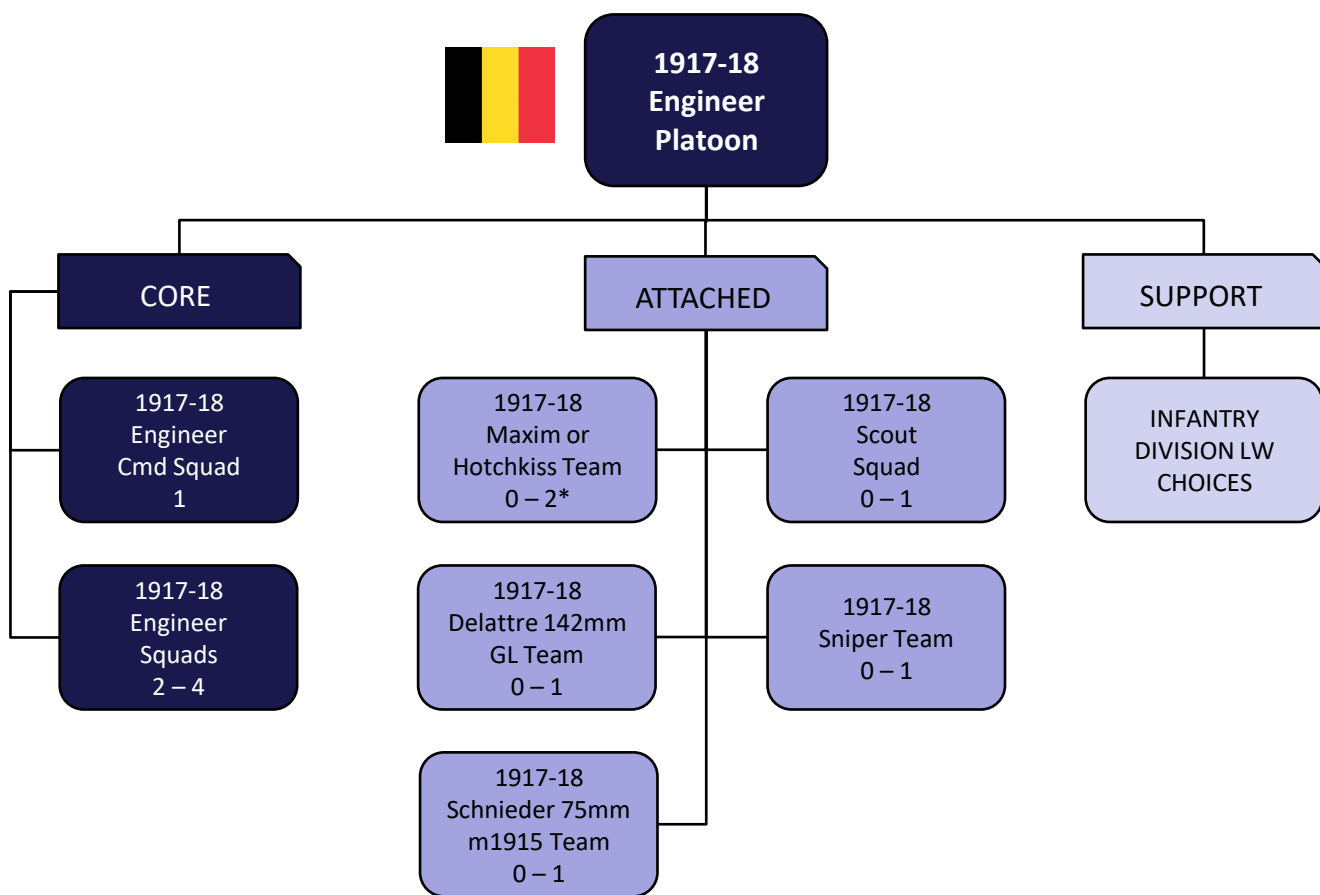 1917-18
Engineer
Platoon
CORE
ATTACHED
SUPPORT
1917-18
Engineer
Cmd Squad
1
1917-18
Maxim or
Hotchkiss Team
0 – 2*
1917-18
Scout
Squad
0 – 1
INFANTRY
DIVISION LW
CHOICES
1917-18
Engineer
Squads
2 – 4
1917-18
Delattre 142mm
GL Team
0 – 1
1917-18
Sniper Team
0 – 1
1917-18
Schnieder 75mm
m1915 Team
0 – 1